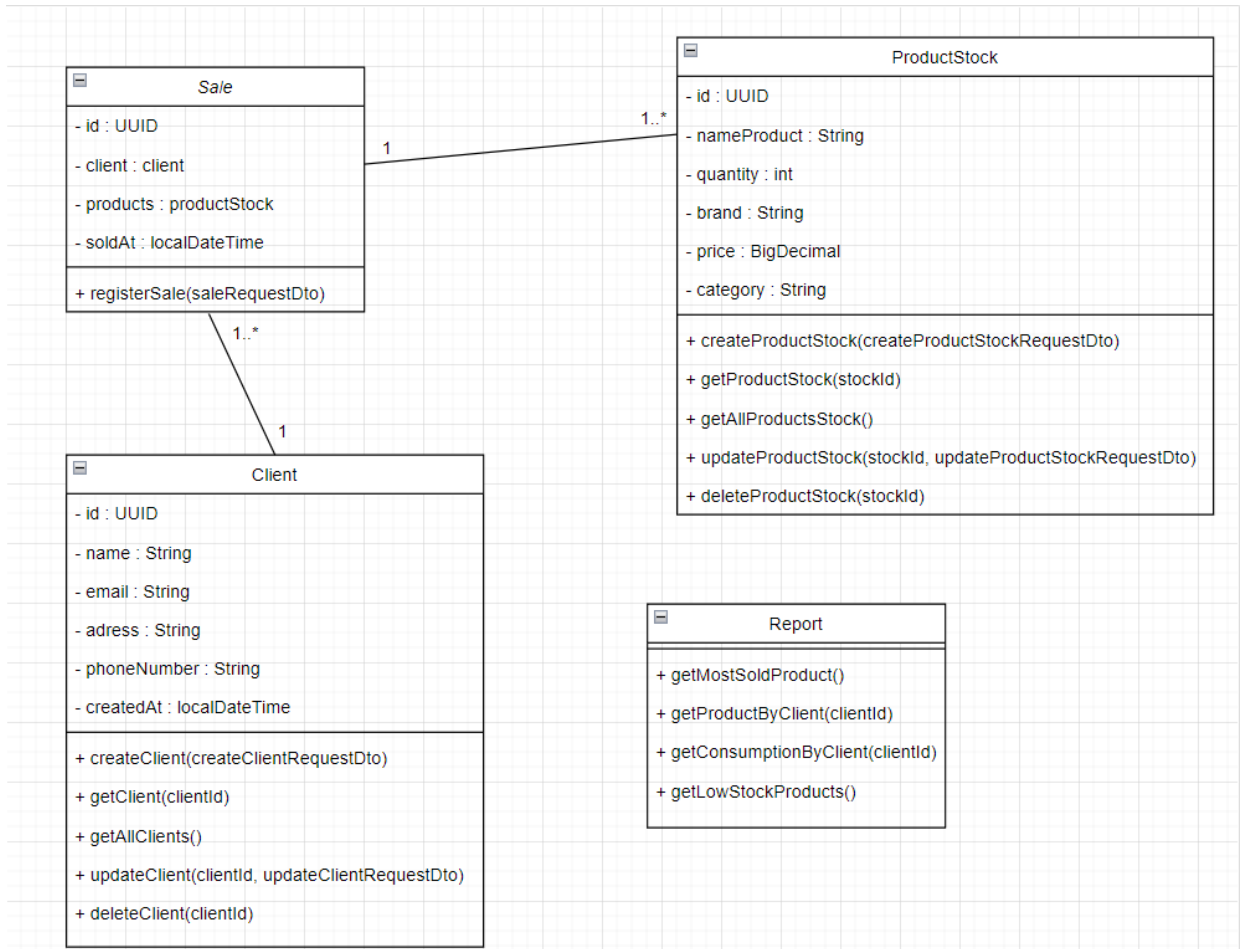 Sale
- id : UUID
- client : client
- products : productStock
- soldAt : localDateTime
+ registerSale(saleRequestDto)
1
1..*
ProductStock
- id : UUID
- nameProduct : String
- quantity : int
- brand : String
- price : BigDecimal
- category : String
+ createProductStock(createProductStockRequestDto)
+ getProductStock(stockId)
+ getAllProductsStock()
+ updateProductStock(stockId, updateProductStockRequestDto)
+ deleteProductStock(stockId)
1..*
1
Client
- id : UUID
- name : String
- email : String
- adress : String
- phoneNumber : String
- createdAt : localDateTime
+ createClient(createClientRequestDto)
+ getClient(clientId)
+ getAllClients()
+ updateClient(clientId, updateClientRequestDto)
+ deleteClient(clientId)
Report
+ getMostSoldProduct()
+ getProductByClient(clientId)
+ getConsumptionByClient(clientId)
+ getLowStockProducts()